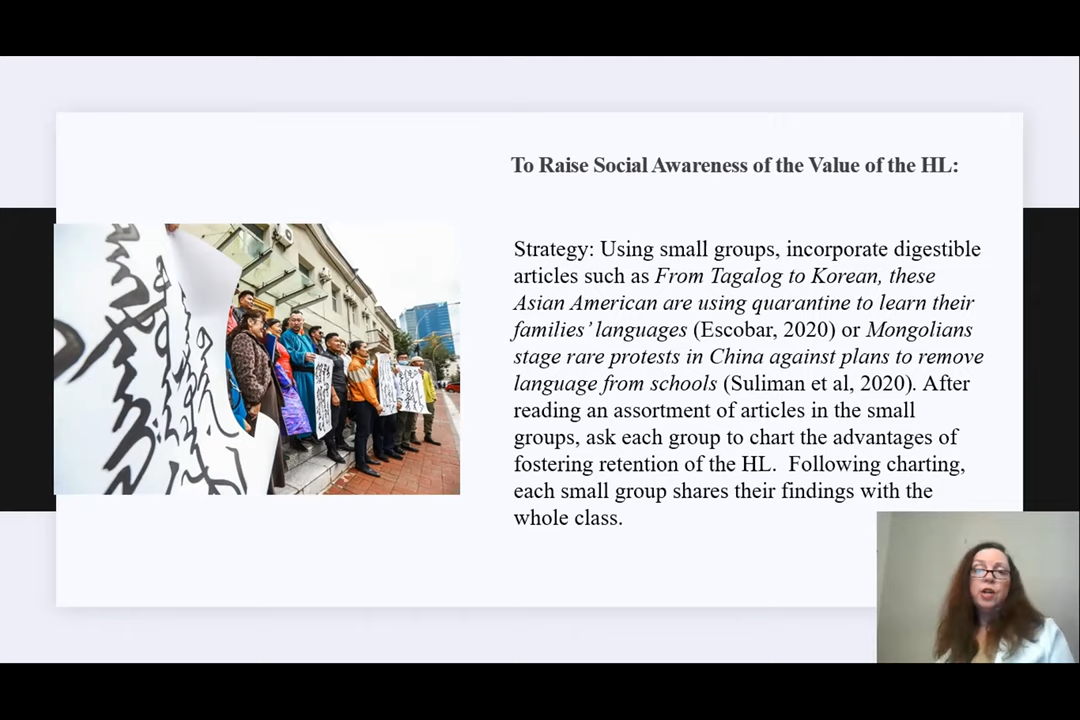 To Raise Social Awareness of the Value of the HL:
Strategy: Using small groups, incorporate digestible
articles such as From Tagalog to Korean, these
Asian American are using quarantine to learn their
families’ languages (Escobar, 2020) or Mongolians
stage rare protests in China against plans to remove
language from schools (Suliman et al, 2020). After
reading an assortment of articles in the small
groups, ask each group to chart the advantages of
fostering retention of the HL. Following charting,
each small group shares their findings with the
whole class.